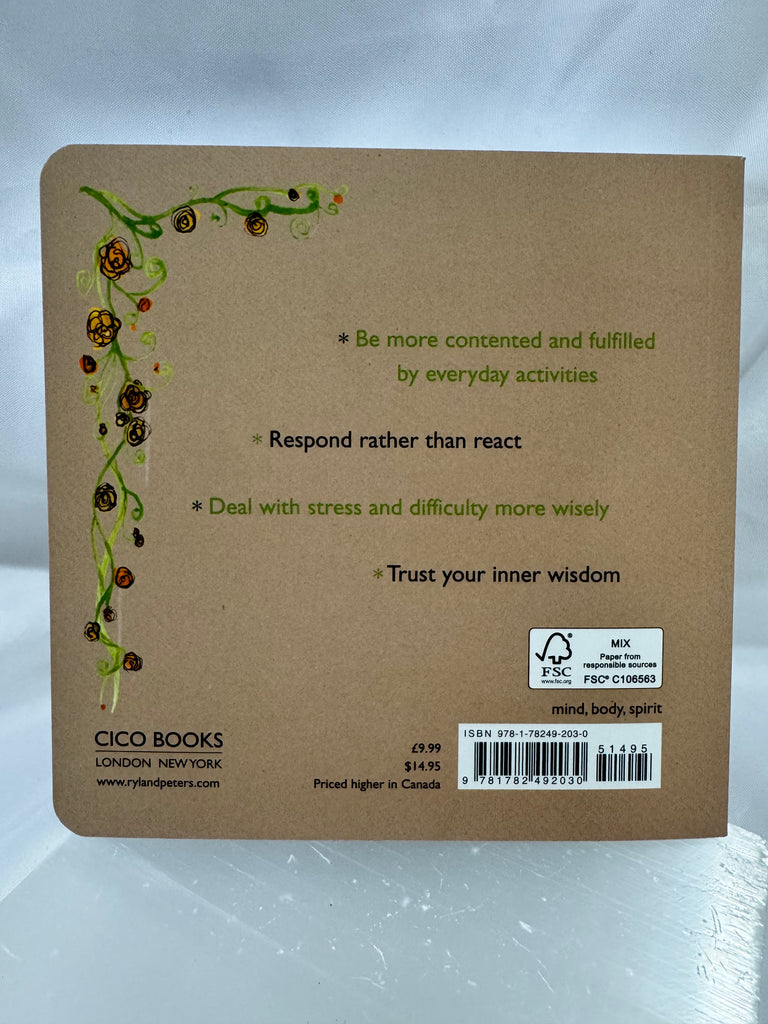 * Be more contented and fulfilled
by everyday activities
* Respond rather than react
* Deal with stress and difficulty more wisely
* Trust your inner wisdom
FSC
www.fsc.org
MIX
Paper from
responsible sources
FSC® C106563
mind, body, spirit
CICO BOOKS
LONDON NEW YORK
www.rylandpeters.com
£9.99
$14.95
Priced higher in Canada
ISBN 978-1-78249-203-0
51495
9 781782 492030